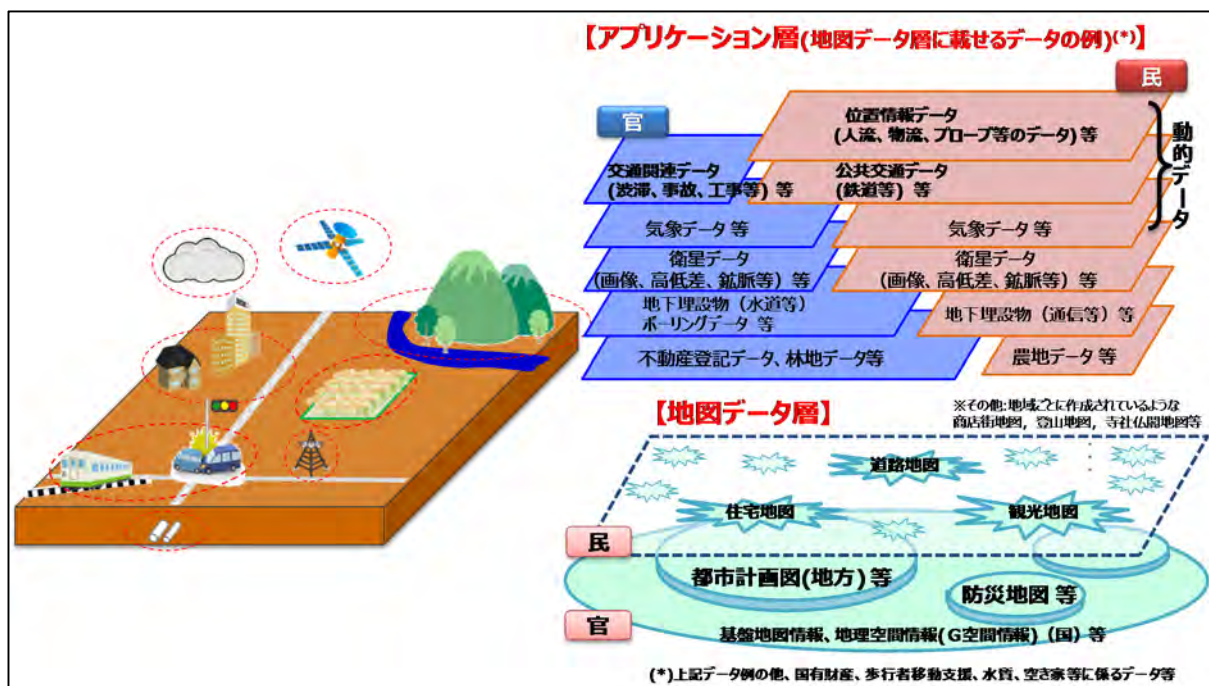 【アプリケーション層(地図データ層に載せるデータの例)(*)】
民
官
位置情報データ
(人流、物流、プローブ等のデータ) 等
動的データ
交通関連データ
(渋滞、事故、工事等) 等
公共交通データ
(鉄道等) 等
気象データ 等
気象データ 等
衛星データ
(画像、高低差、鉱脈等) 等
衛星データ
(画像、高低差、鉱脈等) 等
地下埋設物（水道等）
ボーリングデータ 等
地下埋設物（通信等）等
不動産登記データ、林地データ等
農地データ 等
【地図データ層】
※その他:地域ごとに作成されているような
商店街地図，登山地図，寺社仏閣地図等
道路地図
住宅地図
観光地図
民
都市計画図(地方) 等
防災地図 等
官
基盤地図情報、地理空間情報(G空間情報)（国）等
(*)上記データ例の他、国有財産、歩行者移動支援、水質、空き家等に係るデータ等